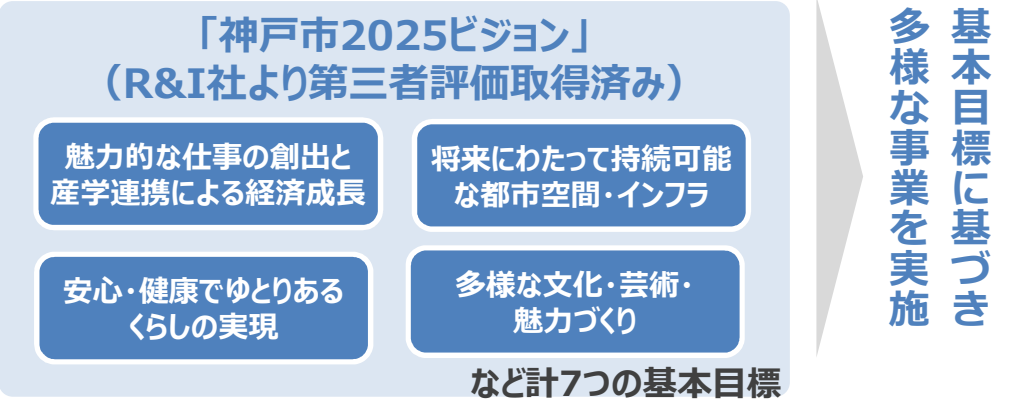 「神戸市2025ビジョン」
（R&I社より第三者評価取得済み）
魅力的な仕事の創出と
産学連携による経済成長
将来にわたって持続可能
な都市空間・インフラ
安心・健康でゆとりある
くらしの実現
多様な文化・芸術・
魅力づくり
など計7つの基本目標
基本目標に基づき
多様な事業を実施